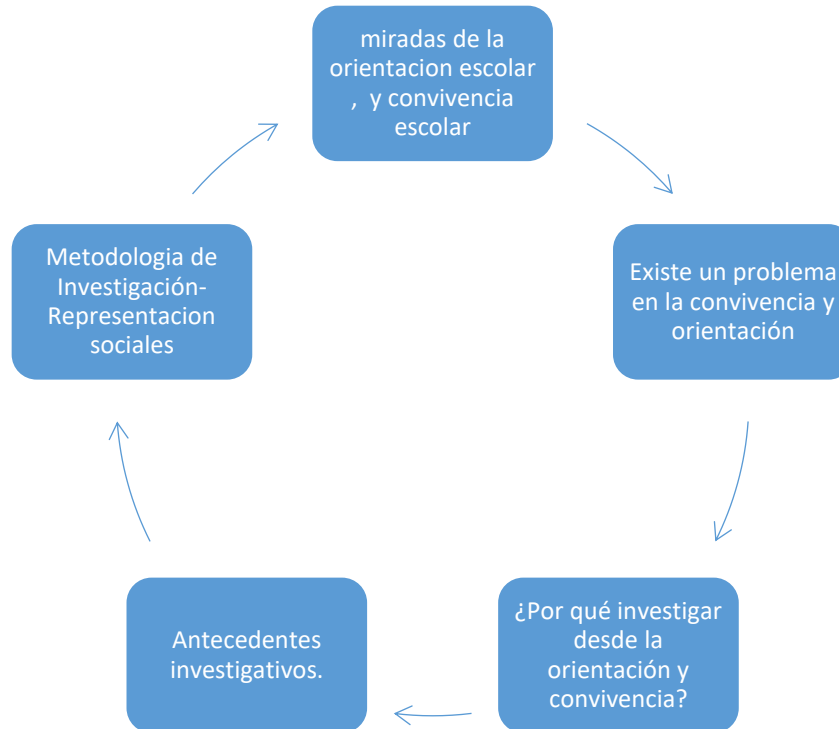 miradas de la
orientacion escolar
, y convivencia
escolar
Existe un problema
en la convivencia y
orientación
¿Por qué investigar
desde la
orientación y
convivencia?
Antecedentes
investigativos.
Metodologia de
Investigación-
Representacion
sociales